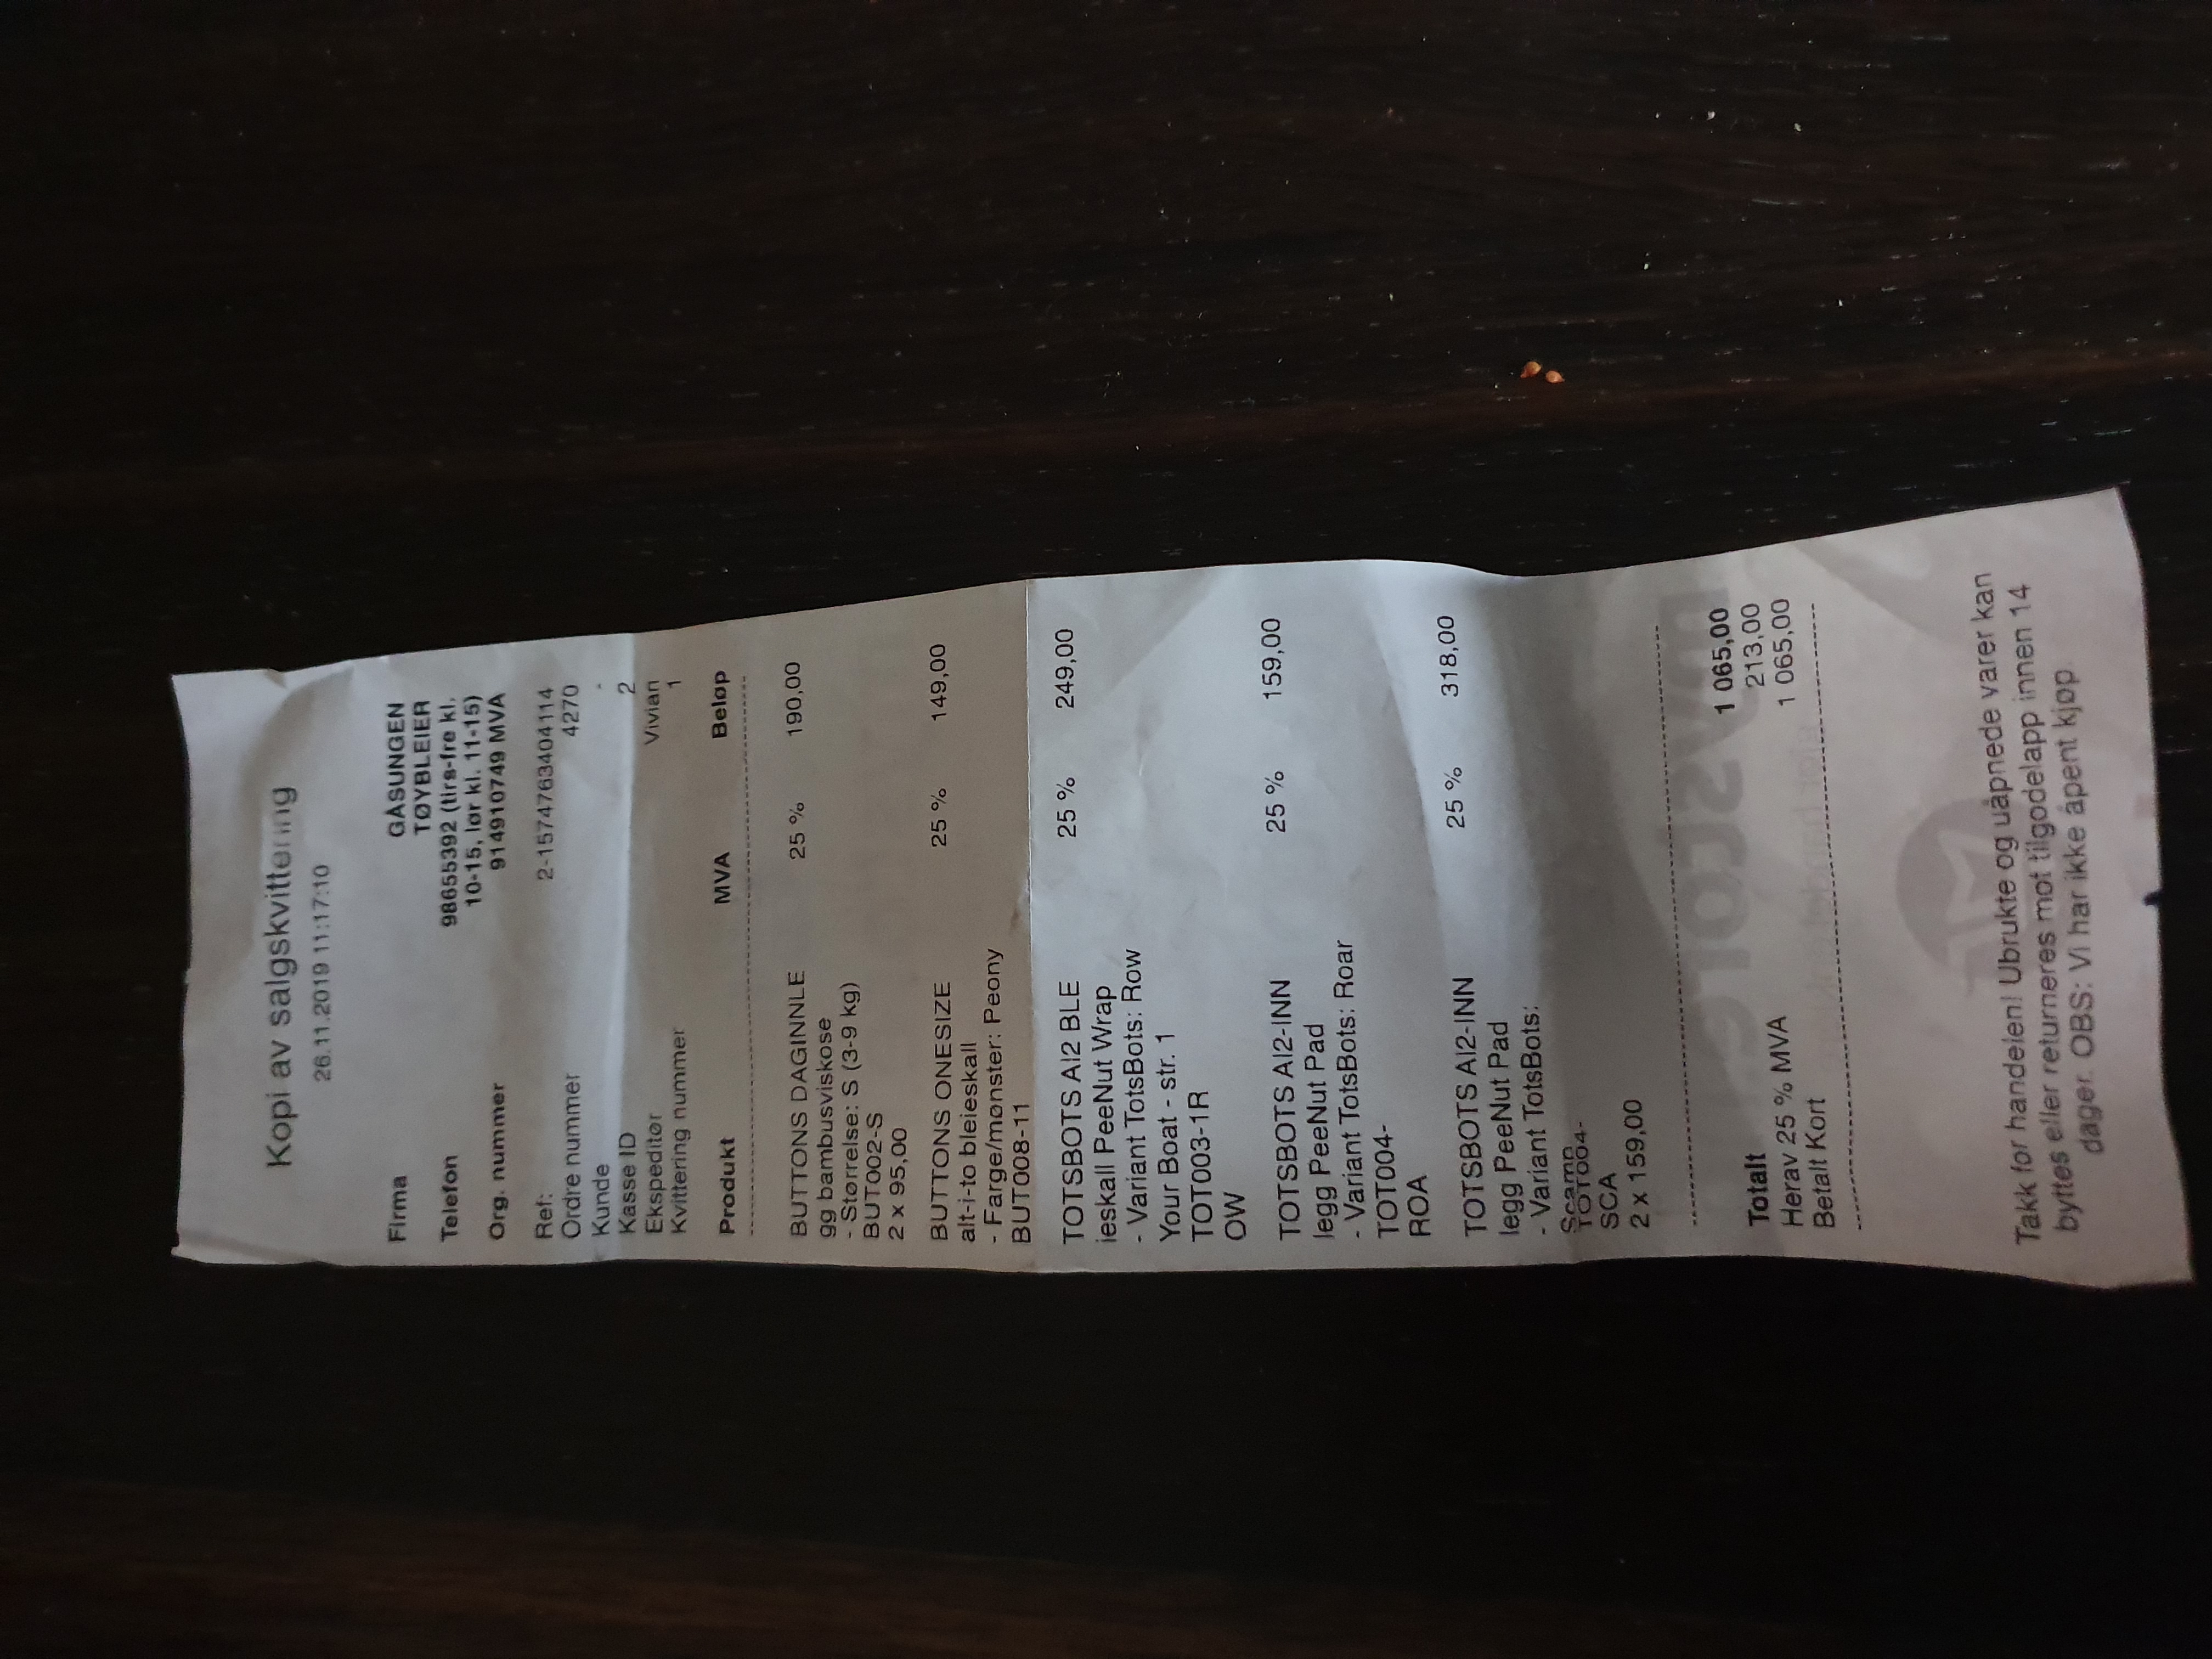 Kopi av salgskvittering
26.11.2019 11:17:10
Firma GÅSUNGEN
TØYBLEIER
Telefon 98655392 (tirs-fre kl.
10-15, lør kl. 11-15)
Org. nummer 914910749 MVA
Ref: 2-1574763404114
Ordre nummer 4270
Kunde -
Kasse ID 2
Ekspeditør Vivian
Kvittering nummer 1
Produkt MVA Beløp
BUTTONS DAGINNLE 25 % 190,00
gg bambusviskose
- Størrelse: S (3-9 kg)
BUT002-S
2 x 95,00
BUTTONS ONESIZE 25 % 149,00
alt-i-to bleieskall
- Farge/mønster: Peony
BUT008-11
TOTSBOTS AI2 BLE 25 % 249,00
ieskall PeeNut Wrap
- Variant TotsBots: Row
Your Boat - str. 1
TOT003-1R
OW
TOTSBOTS AI2-INN 25 % 159,00
legg PeeNut Pad
- Variant TotsBots: Roar
TOT004-
ROA
TOTSBOTS AI2-INN 25 % 318,00
legg PeeNut Pad
- Variant TotsBots:
Scamp
TOT004-
SCA
2 x 159,00
Totalt 1 065,00
Herav 25 % MVA 213,00
Betalt Kort 1 065,00
Takk for handelen! Ubrukte og uåpnede varer kan
byttes eller returneres mot tilgodelapp innen 14
dager. OBS: Vi har ikke åpent kjøp